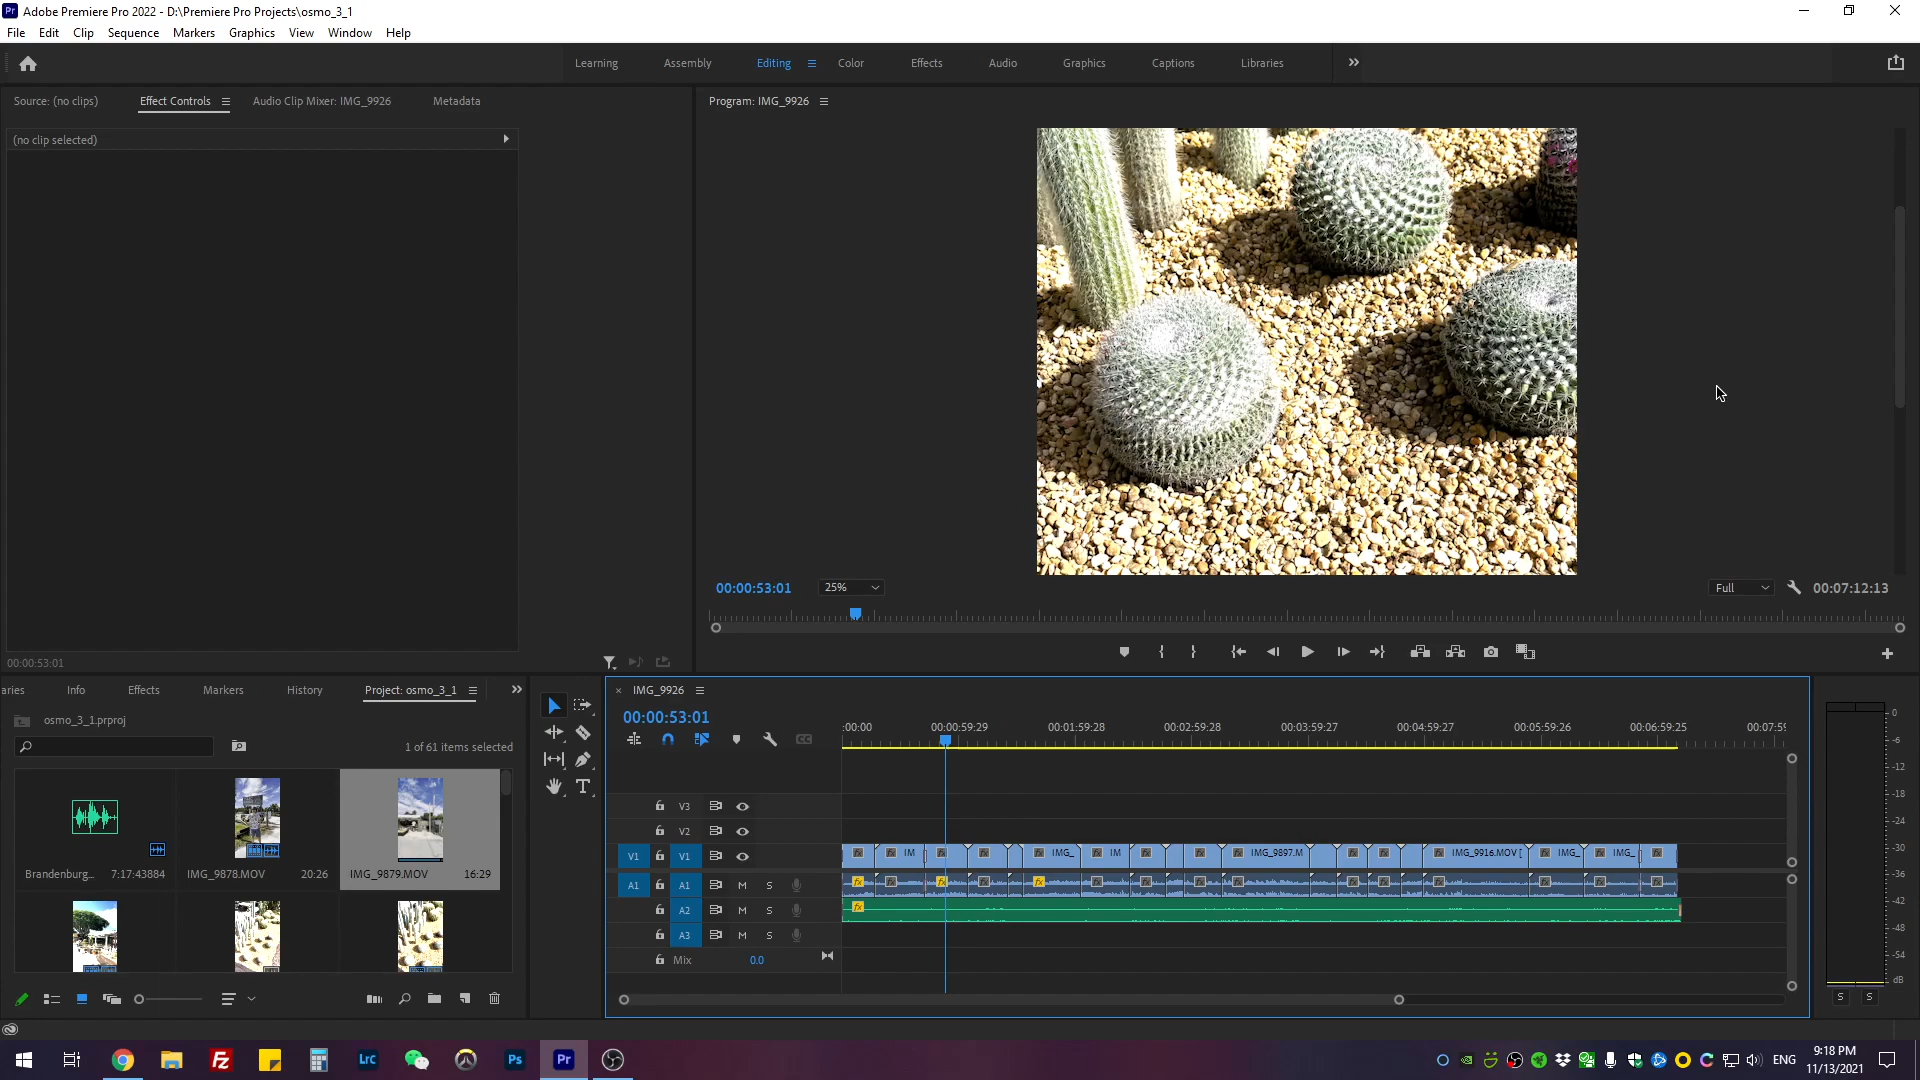 Adobe Premiere Pro 2022 - D:\Premiere Pro Projects\osmo_3_1
File Edit Clip Sequence Markers Graphics View Window Help
Learning Assembly Editing Color Effects Audio Graphics Captions Libraries
Source: (no clips) Effect Controls Audio Clip Mixer: IMG_9926 Metadata
Program: IMG_9926
(no clip selected)
00:00:53:01 25% Full 00:07:12:13
00:00:53:01
aries Info Effects Markers History Project: osmo_3_1
osmo_3_1.prproj
1 of 61 items selected
Brandenburg... 7:17:43884 IMG_9878.MOV 20:26 IMG_9879.MOV 16:29
IMG_9926
00:00:53:01
:00:00 00:00:59:29 00:01:59:28 00:02:59:28 00:03:59:27 00:04:59:27 00:05:59:26 00:06:59:25 00:07:59
V3
V2
V1 V1 IM IMG_ IM IMG_9897.M IMG_9916.MOV [ IMG_ IMG_
A1 A1 M S
A2 M S
A3 M S
Mix 0.0
0
-6
-12
-18
-24
-30
-36
-42
-48
-54
dB
S S
Lrc Ps Pr
ENG
9:18 PM
11/13/2021